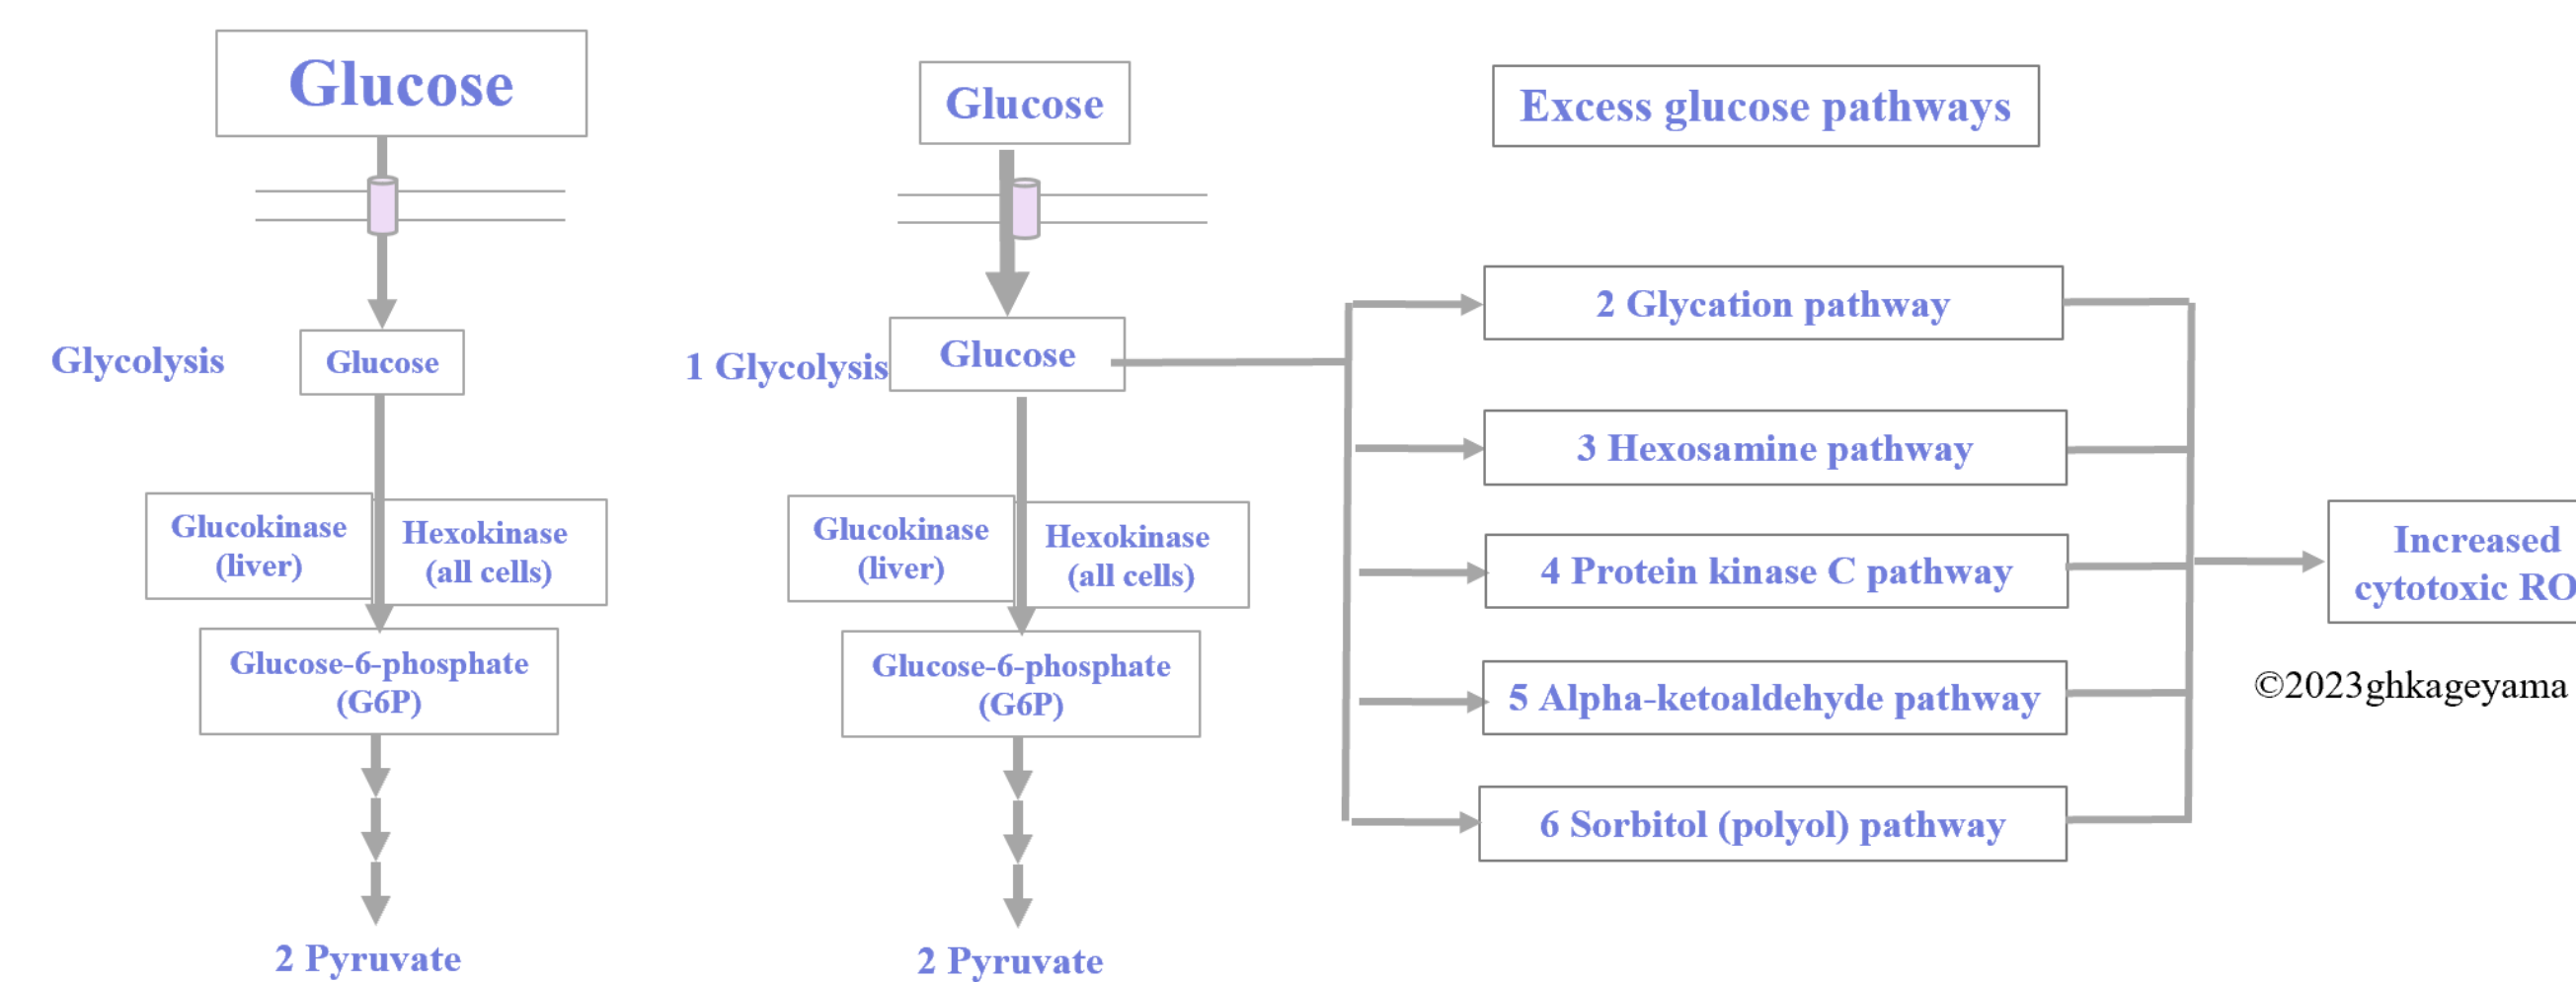 Glucose
Glycolysis
Glucose
Glucokinase
(liver)
Hexokinase
(all cells)
Glucose-6-phosphate
(G6P)
2 Pyruvate
Glucose
1 Glycolysis
Glucose
Glucokinase
(liver)
Hexokinase
(all cells)
Glucose-6-phosphate
(G6P)
2 Pyruvate
Excess glucose pathways
2 Glycation pathway
3 Hexosamine pathway
4 Protein kinase C pathway
5 Alpha-ketoaldehyde pathway
6 Sorbitol (polyol) pathway
Increased
cytotoxic RO
©2023ghkageyama